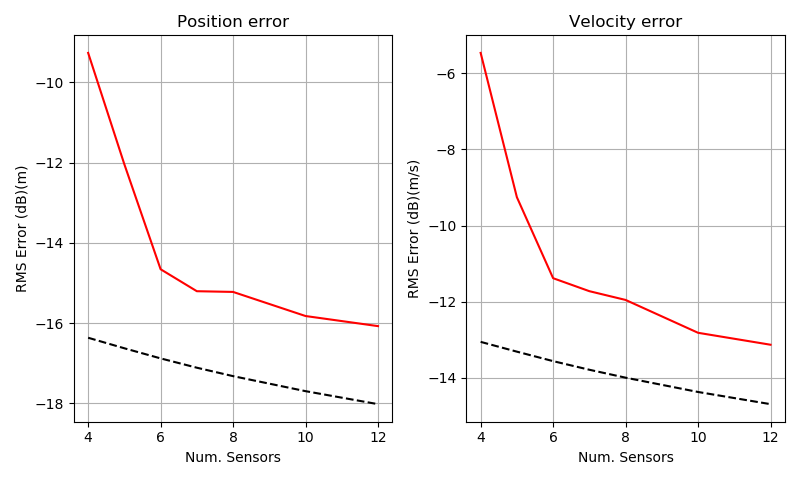 Position error
RMS Error (dB)(m)
−10
−12
−14
−16
−18
4 6 8 10 12
Num. Sensors
Velocity error
RMS Error (dB)(m/s)
−6
−8
−10
−12
−14
4 6 8 10 12
Num. Sensors